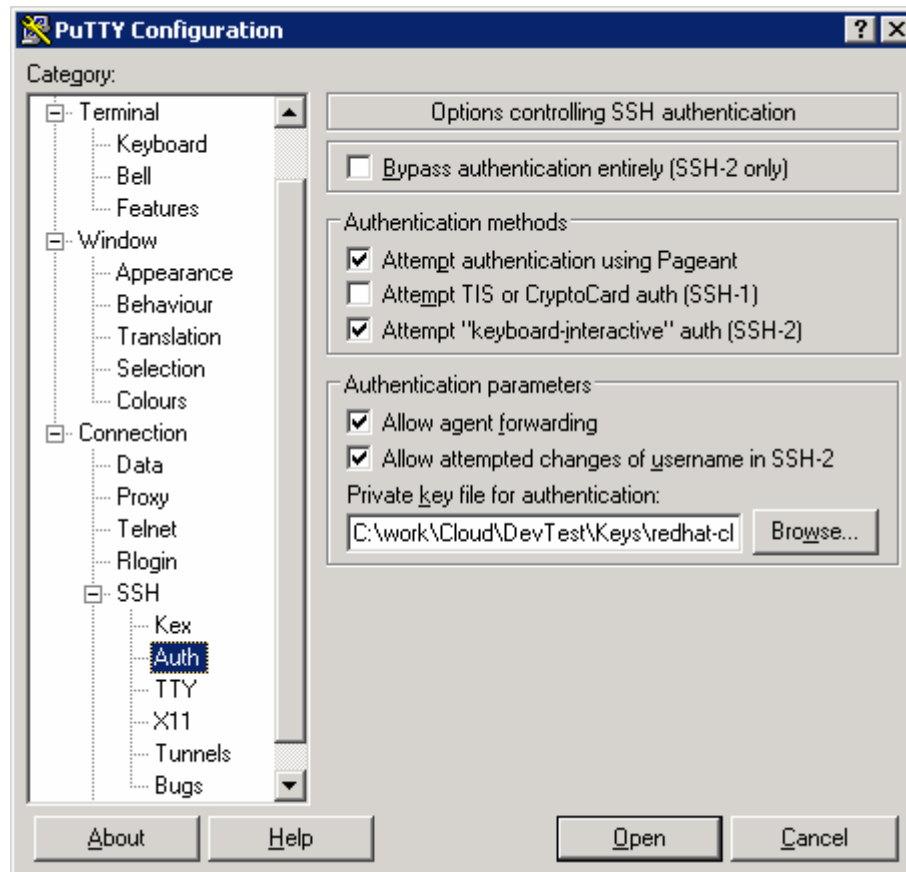 PuTTY Configuration
Category:
Terminal
Keyboard
Bell
Features
Window
Appearance
Behaviour
Translation
Selection
Colours
Connection
Data
Proxy
Telnet
Rlogin
SSH
Kex
Auth
TTY
X11
Tunnels
Bugs
Options controlling SSH authentication
Bypass authentication entirely (SSH-2 only)
Authentication methods
Attempt authentication using Pageant
Attempt TIS or CryptoCard auth (SSH-1)
Attempt "keyboard-interactive" auth (SSH-2)
Authentication parameters
Allow agent forwarding
Allow attempted changes of username in SSH-2
Private key file for authentication:
C:\work\Cloud\DevTest\Keys\redhat-cl
Browse...
About
Help
Open
Cancel